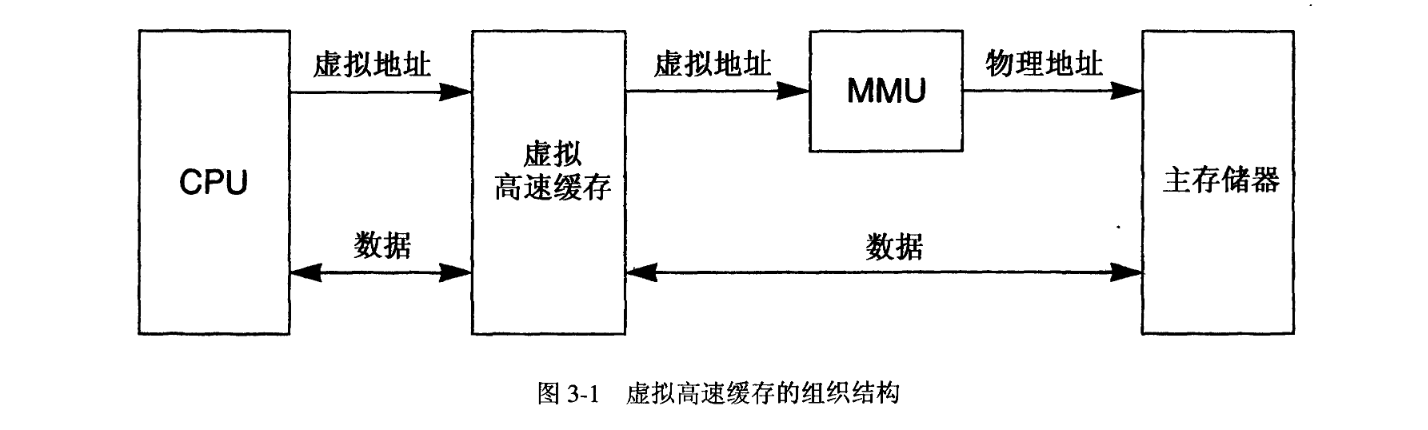 虚拟地址
虚拟地址
物理地址
MMU
CPU
虚拟
高速缓存
主存储器
数据
数据
图 3-1 虚拟高速缓存的组织结构